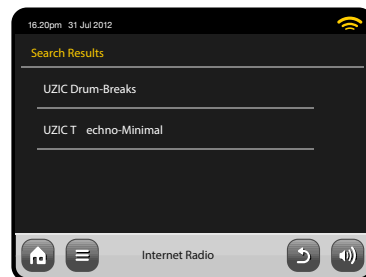 16.20pm 31 Jul 2012
Search Results
UZIC Drum-Breaks
UZIC T echno-Minimal
Internet Radio